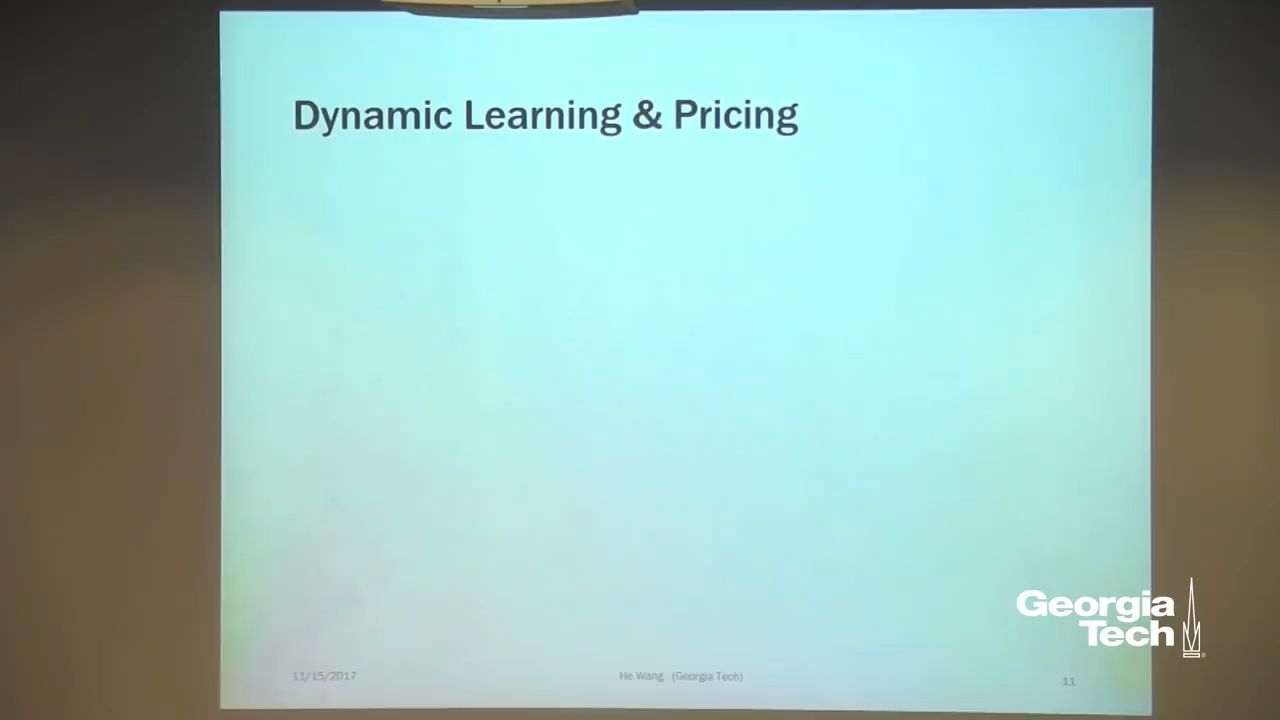 Dynamic Learning & Pricing
Georgia
Tech
11/15/2017
He Wang (Georgia Tech)
11